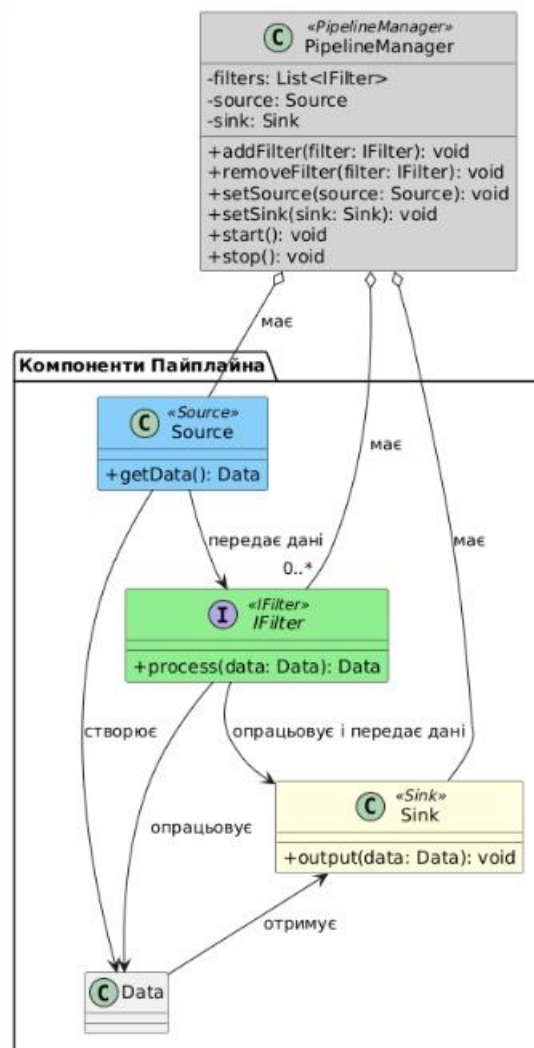 C «PipelineManager»
PipelineManager
-filters: List<IFilter>
-source: Source
-sink: Sink
+addFilter(filter: IFilter): void
+removeFilter(filter: IFilter): void
+setSource(source: Source): void
+setSink(sink: Sink): void
+start(): void
+stop(): void
має
Компоненти Пайплайна
C «Source»
Source
+getData(): Data
має
передає дані
0..*
має
I «IFilter»
IFilter
+process(data: Data): Data
створює
опрацьовує і передає дані
опрацьовує
C «Sink»
Sink
+output(data: Data): void
отримує
C Data